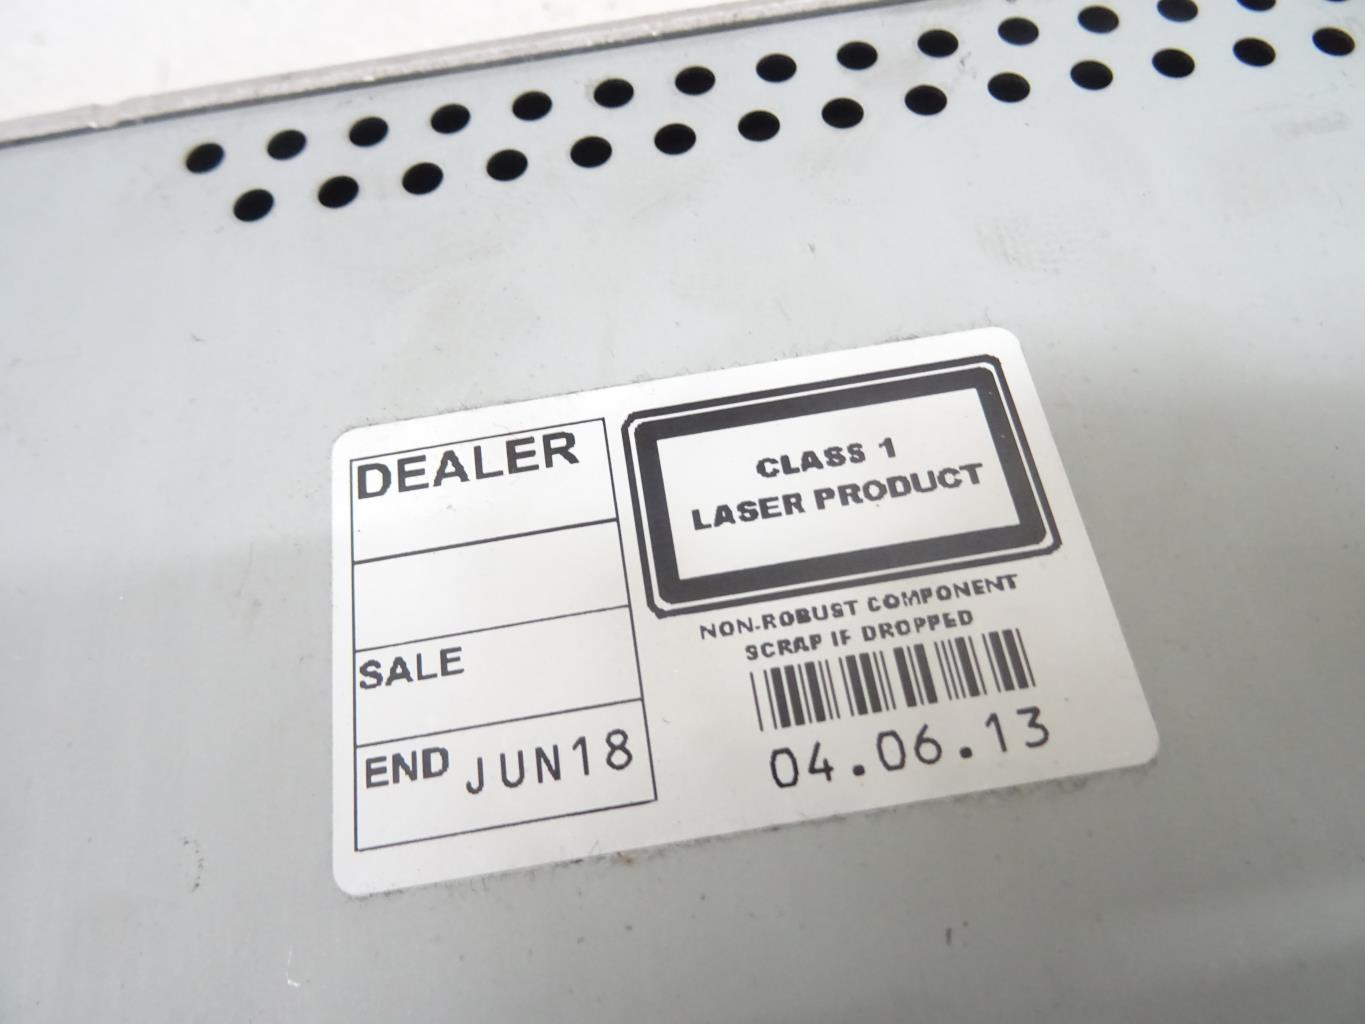 DEALER
SALE
END JUN18
CLASS 1
LASER PRODUCT
NON-ROBUST COMPONENT
SCRAP IF DROPPED
04.06.13